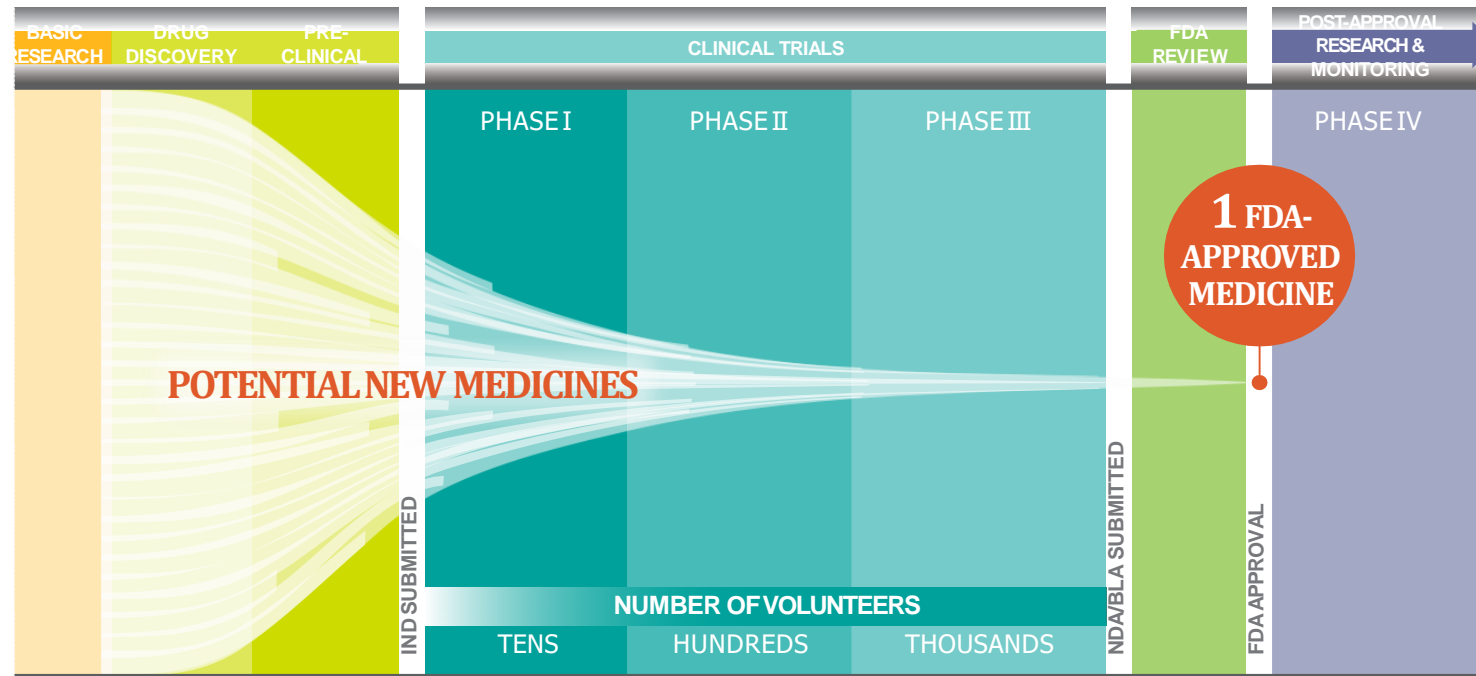 BASIC
RESEARCH
DRUG
DISCOVERY
PRE-
CLINICAL
CLINICAL TRIALS
FDA
REVIEW
POST-APPROVAL
RESEARCH &
MONITORING
PHASE I
PHASE II
PHASE III
PHASE IV
1 FDA-
APPROVED
MEDICINE
POTENTIAL NEW MEDICINES
IND SUBMITTED
NDA/BLA SUBMITTED
FDA APPROVAL
NUMBER OF VOLUNTEERS
TENS
HUNDREDS
THOUSANDS